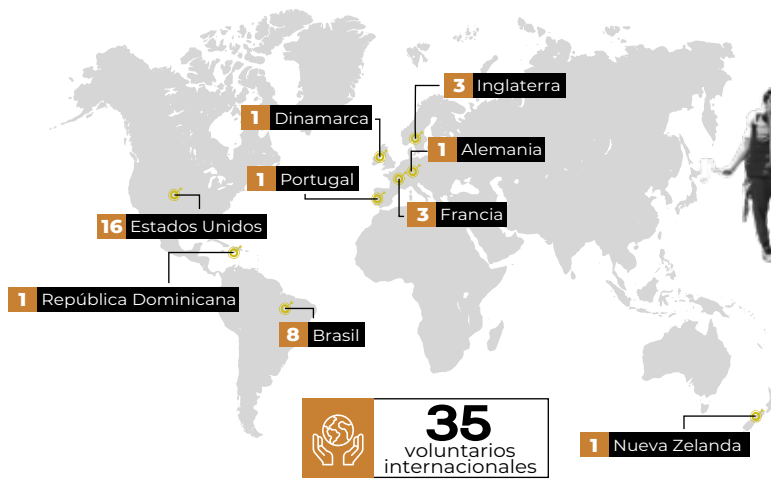 3 Inglaterra
1 Dinamarca
1 Alemania
1 Portugal
3 Francia
16 Estados Unidos
1 República Dominicana
8 Brasil
35
voluntarios
internacionales
1 Nueva Zelanda